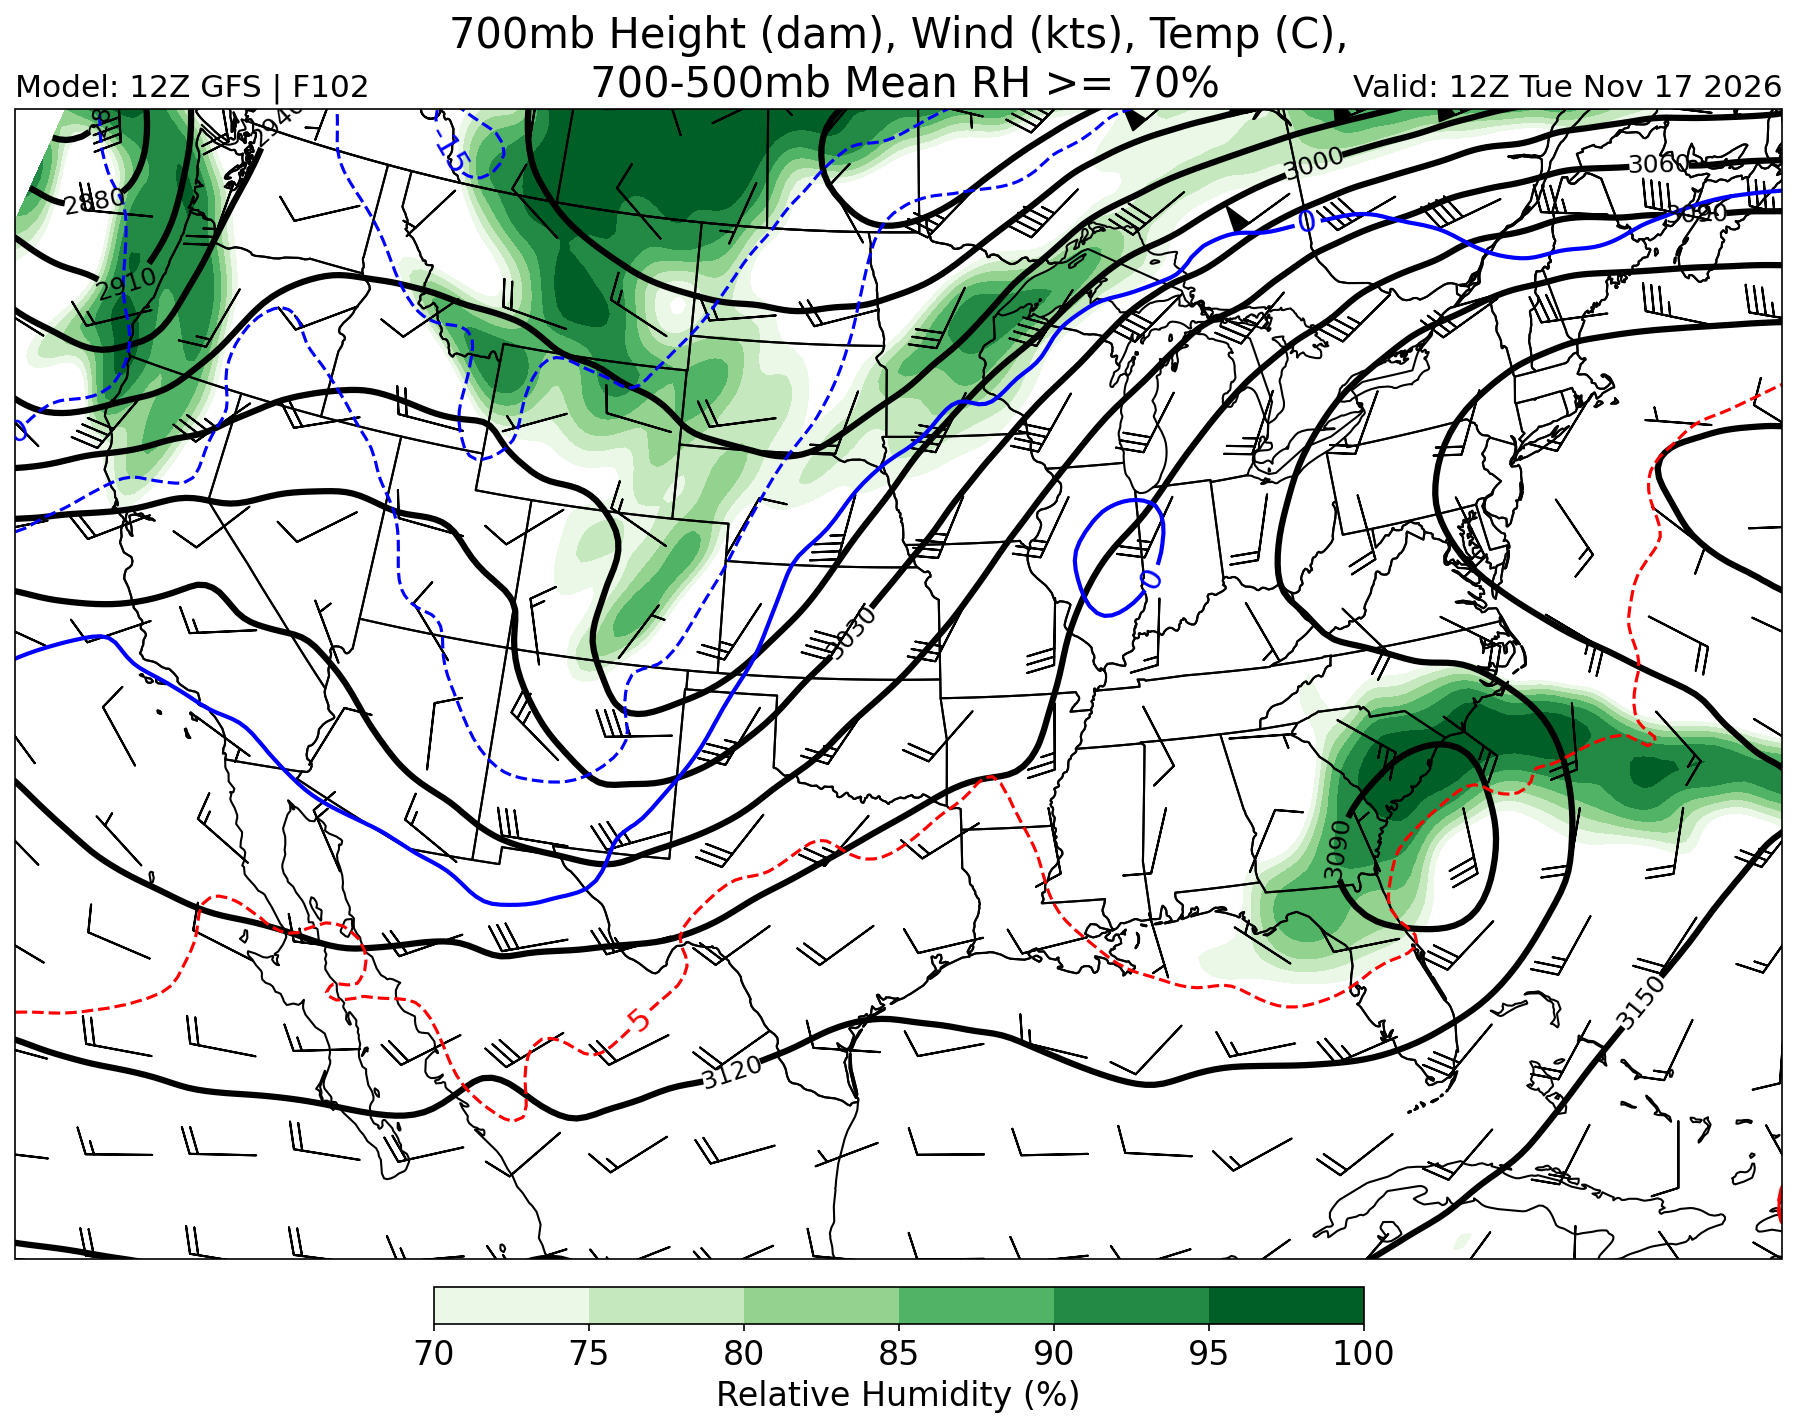 700mb Height (dam), Wind (kts), Temp (C),
Model: 12Z GFS | F102
700-500mb Mean RH >= 70%
Valid: 12Z Tue Nov 17 2026
-15
3000
3060
2880
3090
0
2910
0
3030
3090
3150
5
3120
70 75 80 85 90 95 100
Relative Humidity (%)